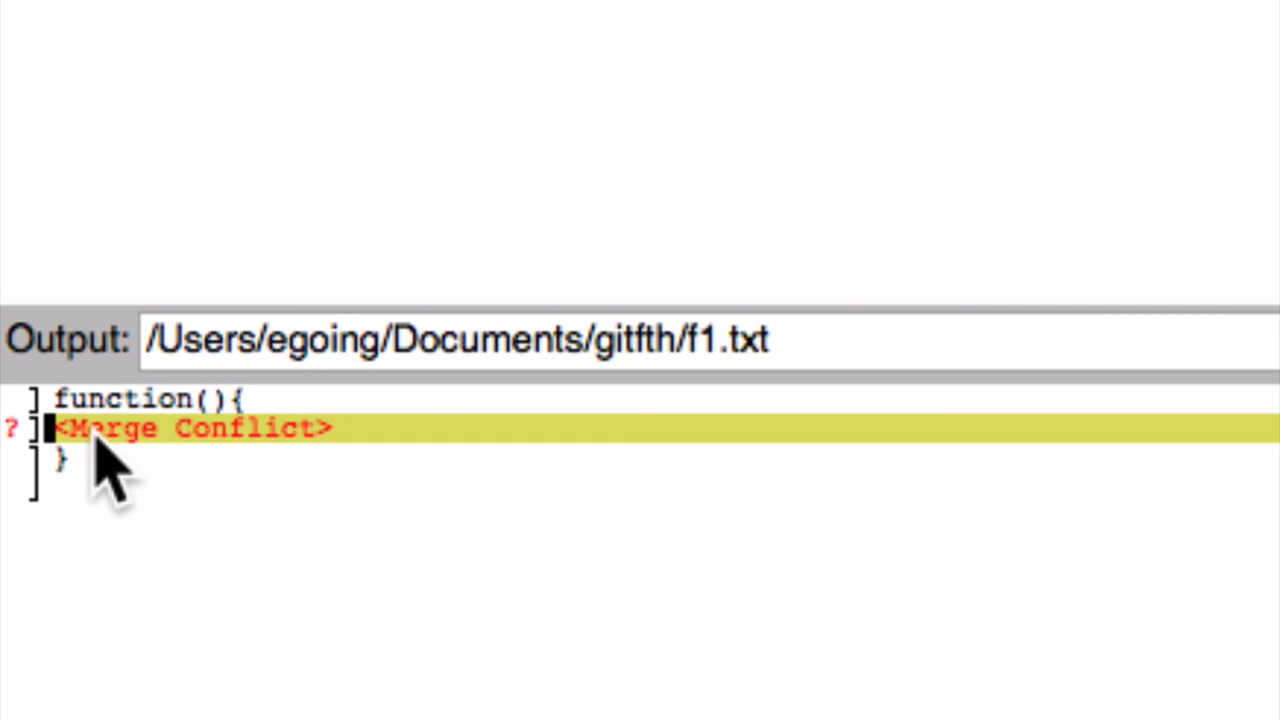 Output: /Users/egoing/Documents/gitfth/f1.txt
] function(){
? ] <Merge Conflict>
] }